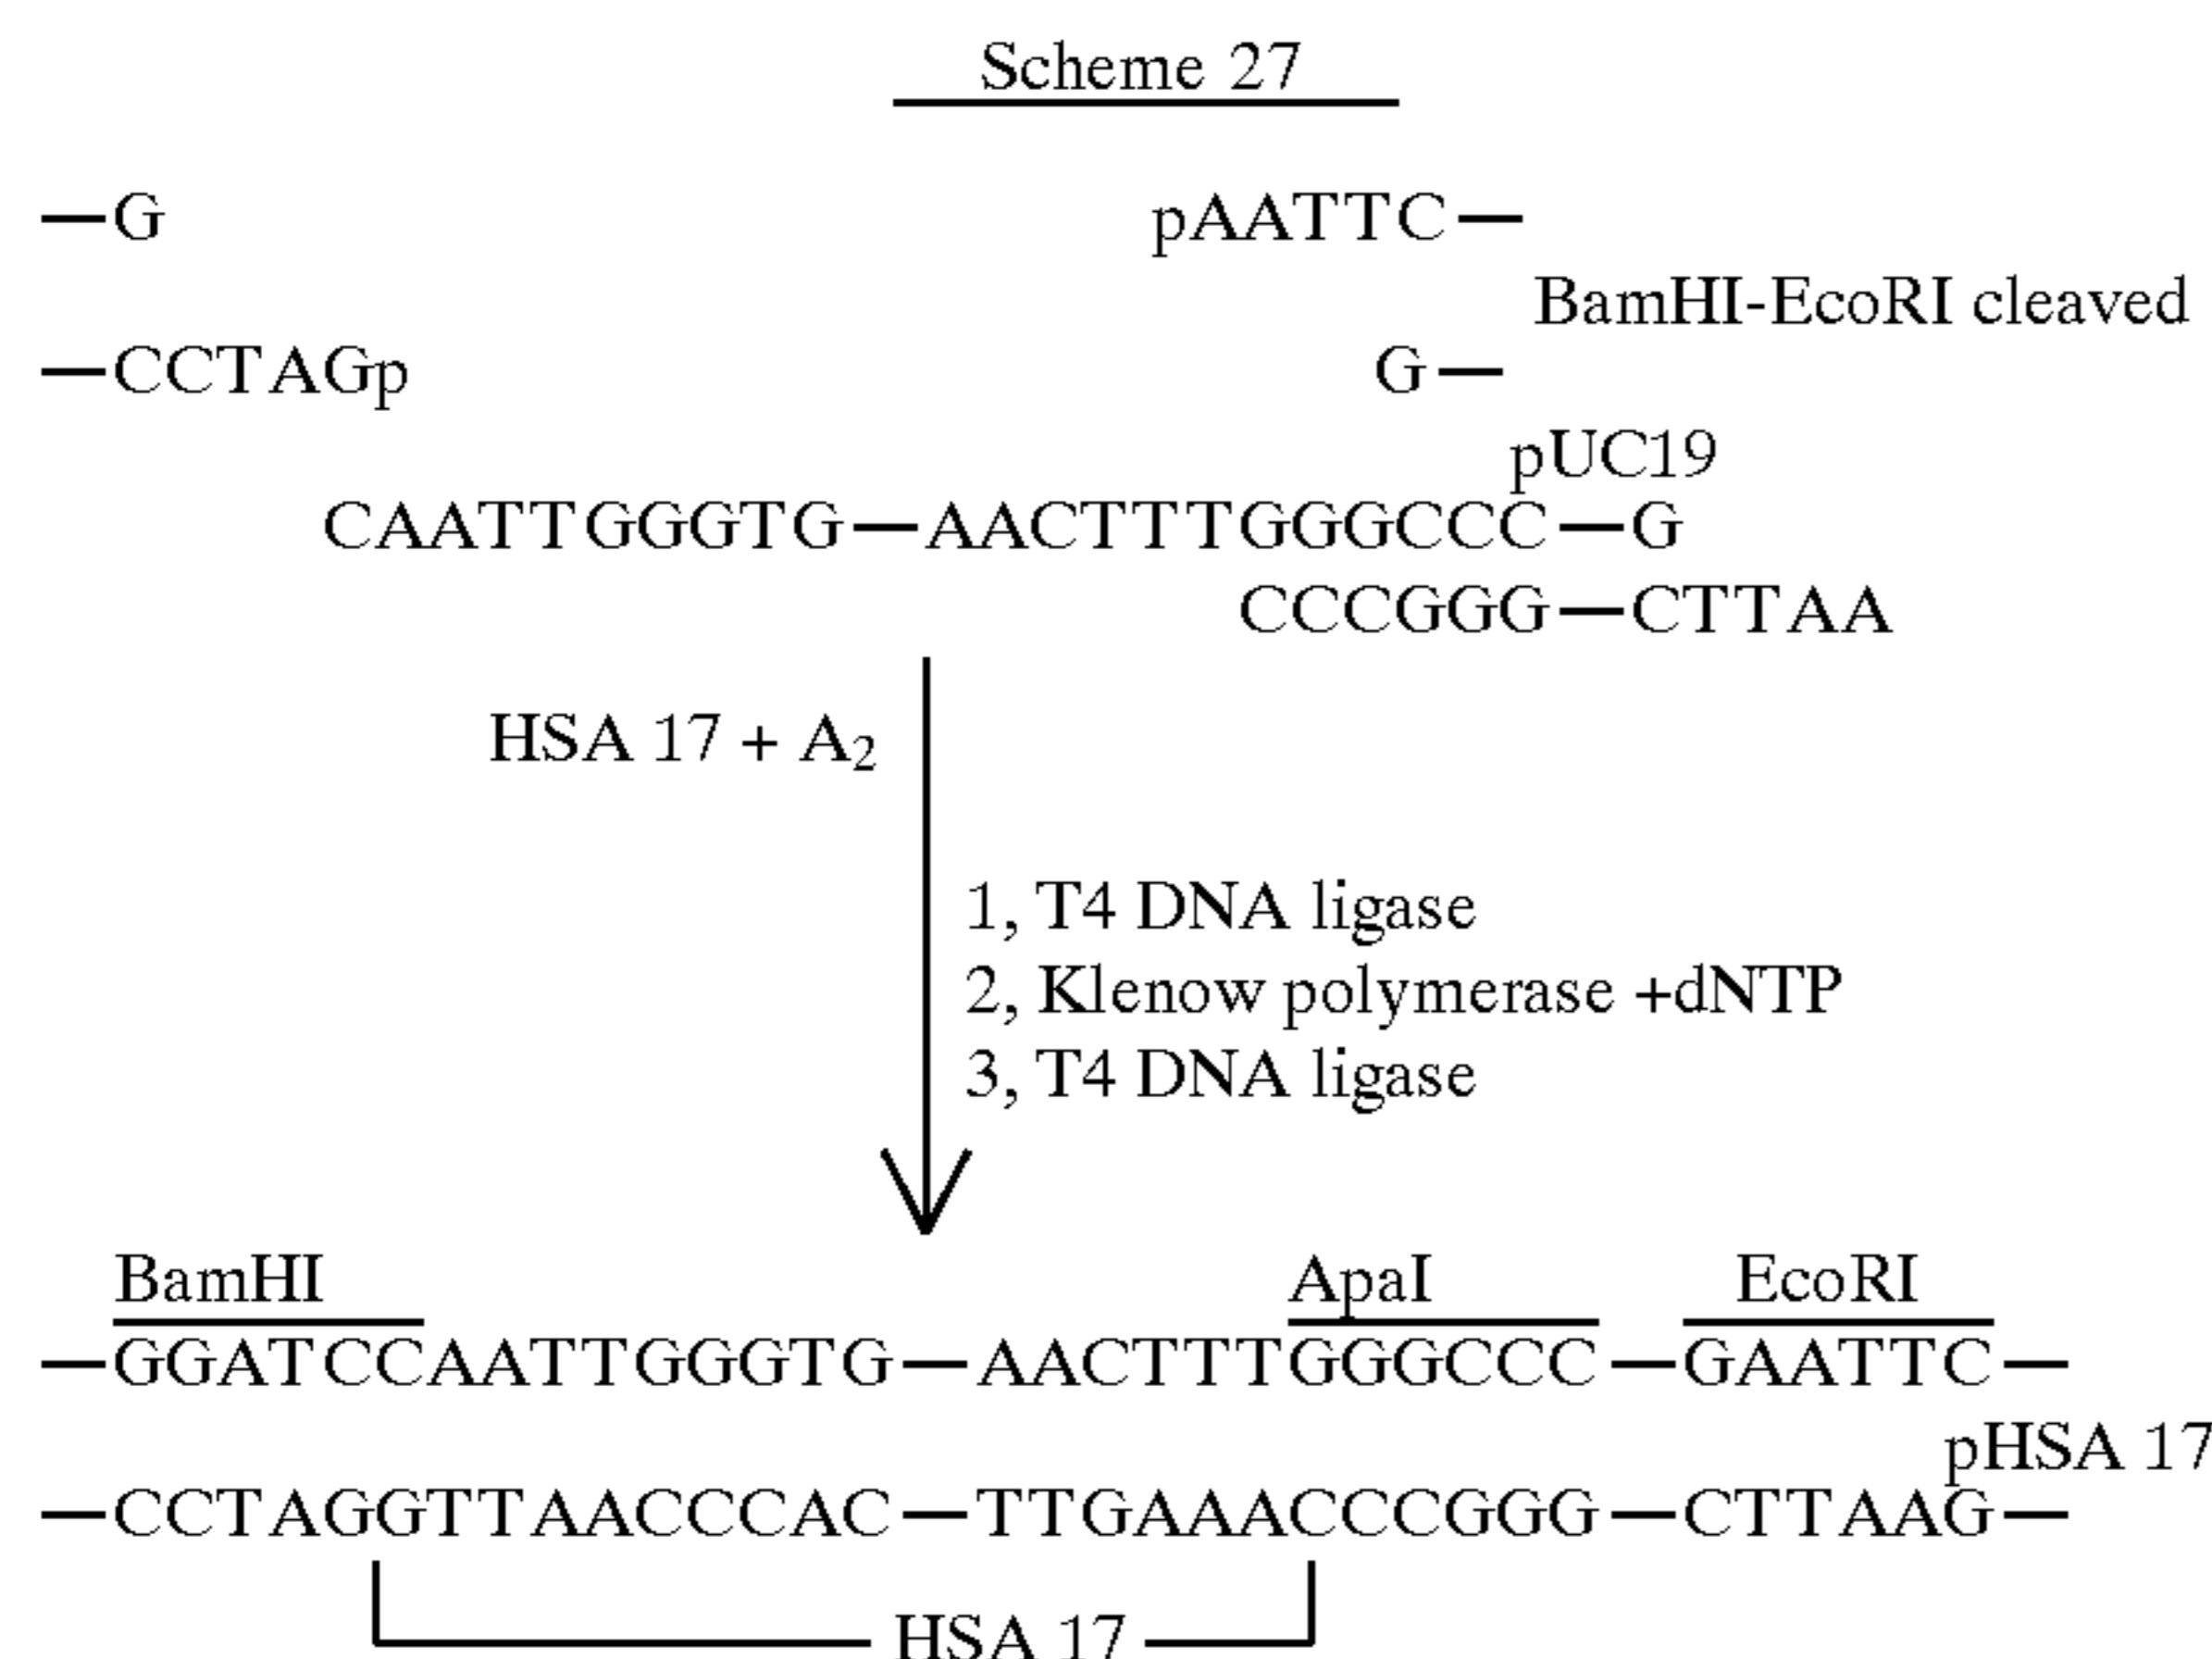 Scheme 27
—G pAATTC—
BamHI-EcoRI cleaved
—CCTAGp G—
pUC19
CAATTGGGTG—AACTTTGGGCCC—G
CCCGGG—CTTAA
HSA 17 + A₂
1, T4 DNA ligase
2, Klenow polymerase +dNTP
3, T4 DNA ligase
BamHI ApaI EcoRI
—GGATCCAATTGGGTG—AACTTTGGGCCC—GAATTC—
pHSA 17
—CCTAGGTTAACCCAC—TTGAAACCCGGG—CTTAAG—
HSA 17